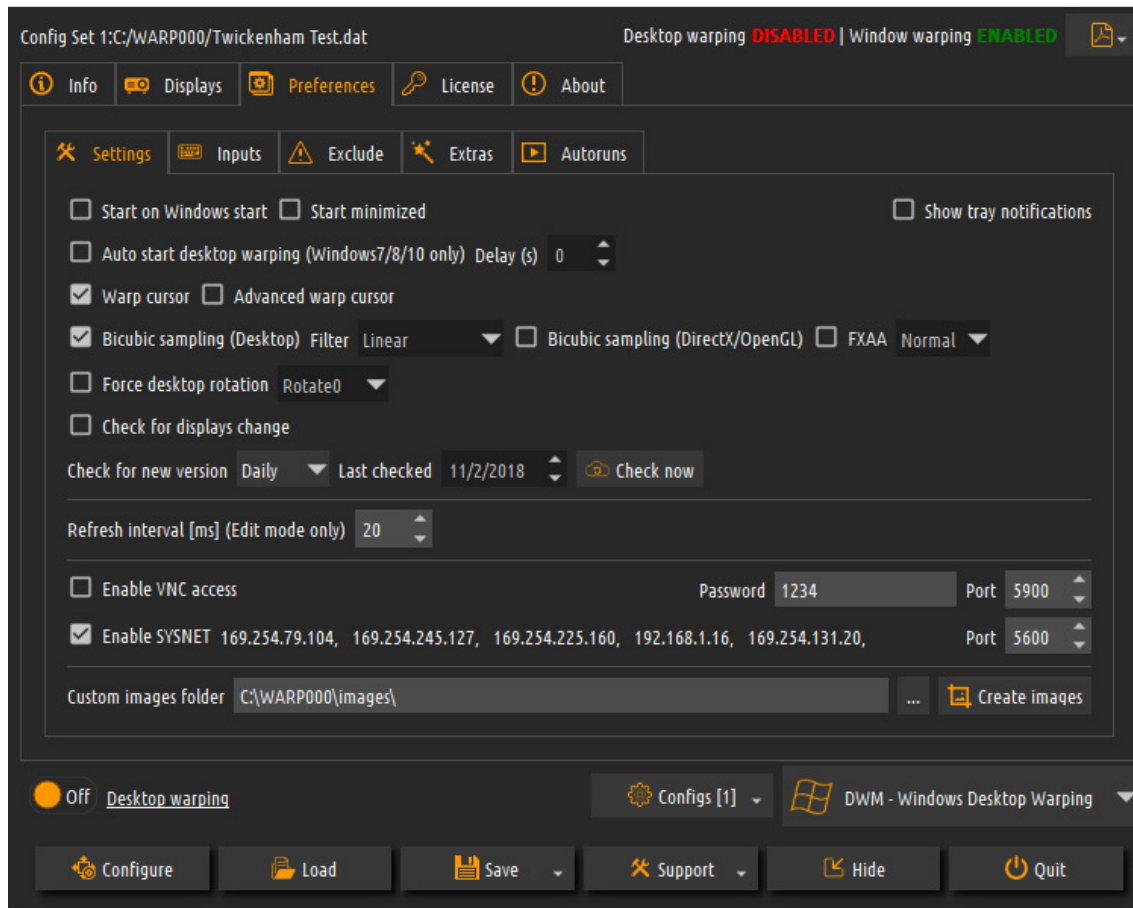 Config Set 1:C:/WARP000/Twickenham Test.dat Desktop warping DISABLED | Window warping ENABLED
Info Displays Preferences License About
Settings Inputs Exclude Extras Autoruns
Start on Windows start Start minimized Show tray notifications
Auto start desktop warping (Windows7/8/10 only) Delay (s) 0
Warp cursor Advanced warp cursor
Bicubic sampling (Desktop) Filter Linear Bicubic sampling (DirectX/OpenGL) FXAA Normal
Force desktop rotation Rotate0
Check for displays change
Check for new version Daily Last checked 11/2/2018 Check now
Refresh interval [ms] (Edit mode only) 20
Enable VNC access Password 1234 Port 5900
Enable SYSNET 169.254.79.104, 169.254.245.127, 169.254.225.160, 192.168.1.16, 169.254.131.20, Port 5600
Custom images folder C:\WARP000\images\ ... Create images
Off Desktop warping Configs [1] DWM - Windows Desktop Warping
Configure Load Save Support Hide Quit